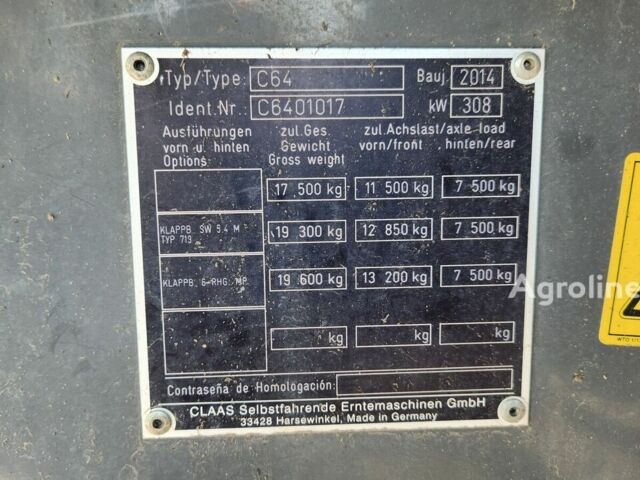 Typ/Type C64 Bauj. 2014
Ident.Nr. C6401017 kW 308
Ausführungen zul.Ges. zul.Achslast/axle load
vorn u. hinten Gewicht vorn/front hinten/rear
Options: Gross weight
17 500 kg 11 500 kg 7 500 kg
KLAPPB. SW 5.4 M 19 300 kg 12 850 kg 7 500 kg
TYP 719
KLAPPB. 6-RHG. MP. 19 600 kg 13 200 kg 7 500 kg
kg kg kg
Contraseña de Homologación:
CLAAS Selbstfahrende Erntemaschinen GmbH
33428 Harsewinkel, Made in Germany
Agroline